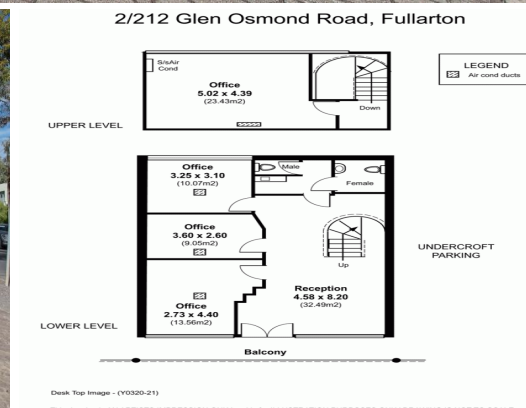 2/212 Glen Osmond Road, Fullarton
S/sAir
Cond
Office
5.02 x 4.39
(23.43m2)
Down
LEGEND
Air cond ducts
UPPER LEVEL
Office
3.25 x 3.10
(10.07m2)
Male
Female
Office
3.60 x 2.60
(9.05m2)
Up
UNDERCROFT
PARKING
Office
2.73 x 4.40
(13.56m2)
Reception
4.58 x 8.20
(32.49m2)
LOWER LEVEL
Balcony
Desk Top Image - (Y0320-21)